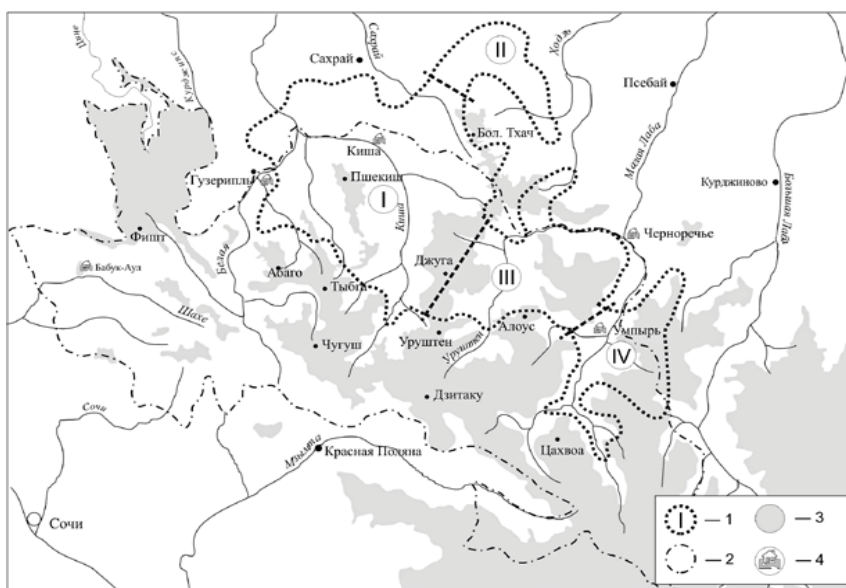 Цице
Курджипс
Сахрай
Сахрай
II
Ходзь
Псебай
Бол. Тхач
Малая Лаба
Киша
Гузерипль
Пшекиш
I
Курджиново
Большая Лаба
Киша
Фишт
Белая
Черноречье
Бабук-Аул
Абаго
Джуга
III
Тыбга
Шахе
Алоус
Умпырь
Чугуш
Уруштен
Уруштен
IV
Дзитаку
Сочи
Мзымта
Красная Поляна
Цахвоа
Сочи
I — 1
— 3
— 2
— 4